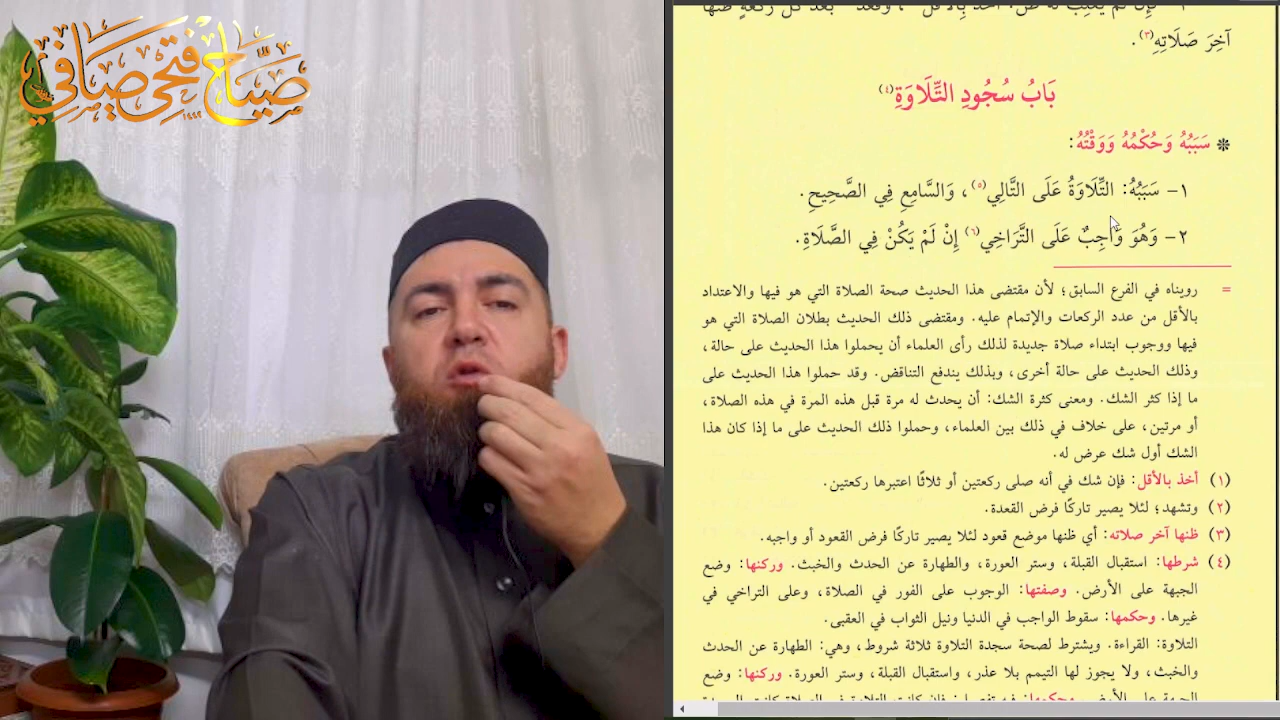 صيّاح فتحي صيافي
١٤٤٢
آخِرَ صَلَاتِهِ(٣).
بَابُ سُجُودِ التِّلَاوَةِ(٤)
❋ سَبَبُهُ وَحُكْمُهُ وَوَقْتُهُ:
١- سَبَبُهُ: التِّلَاوَةُ عَلَى التَّالِي(٥)، وَالسَّامِعِ فِي الصَّحِيحِ.
٢- وَهُوَ وَاجِبٌ عَلَى التَّرَاخِي(٦) إِنْ لَمْ يَكُنْ فِي الصَّلَاةِ.
= رويناه في الفرع السابق؛ لأن مقتضى هذا الحديث صحة الصلاة التي هو فيها والاعتداد
بالأقل من عدد الركعات والإتمام عليه. ومقتضى ذلك الحديث بطلان الصلاة التي هو
فيها ووجوب ابتداء صلاة جديدة لذلك رأى العلماء أن يحملوا هذا الحديث على حالة،
وذلك الحديث على حالة أخرى، وبذلك يندفع التناقض. وقد حملوا هذا الحديث على
ما إذا كثر الشك. ومعنى كثرة الشك: أن يحدث له مرة قبل هذه المرة في هذه الصلاة،
أو مرتين، على خلاف في ذلك بين العلماء، وحملوا ذلك الحديث على ما إذا كان هذا
الشك أول شك عرض له.
(١) أخذ بالأقل: فإن شك في أنه صلى ركعتين أو ثلاثًا اعتبرها ركعتين.
(٢) وتشهد؛ لئلا يصير تاركًا فرض القعدة.
(٣) ظنها آخر صلاته: أي ظنها موضع قعود لئلا يصير تاركًا فرض القعود أو واجبه.
(٤) شرطها: استقبال القبلة، وستر العورة، والطهارة عن الحدث والخبث. وركنها: وضع
الجبهة على الأرض. وصفتها: الوجوب على الفور في الصلاة، وعلى التراخي في
غيرها. وحكمها: سقوط الواجب في الدنيا ونيل الثواب في العقبى.
التلاوة: القراءة. ويشترط لصحة سجدة التلاوة ثلاثة شروط، وهي: الطهارة عن الحدث
والخبث، ولا يجوز لها التيمم بلا عذر، واستقبال القبلة، وستر العورة. وركنها: وضع